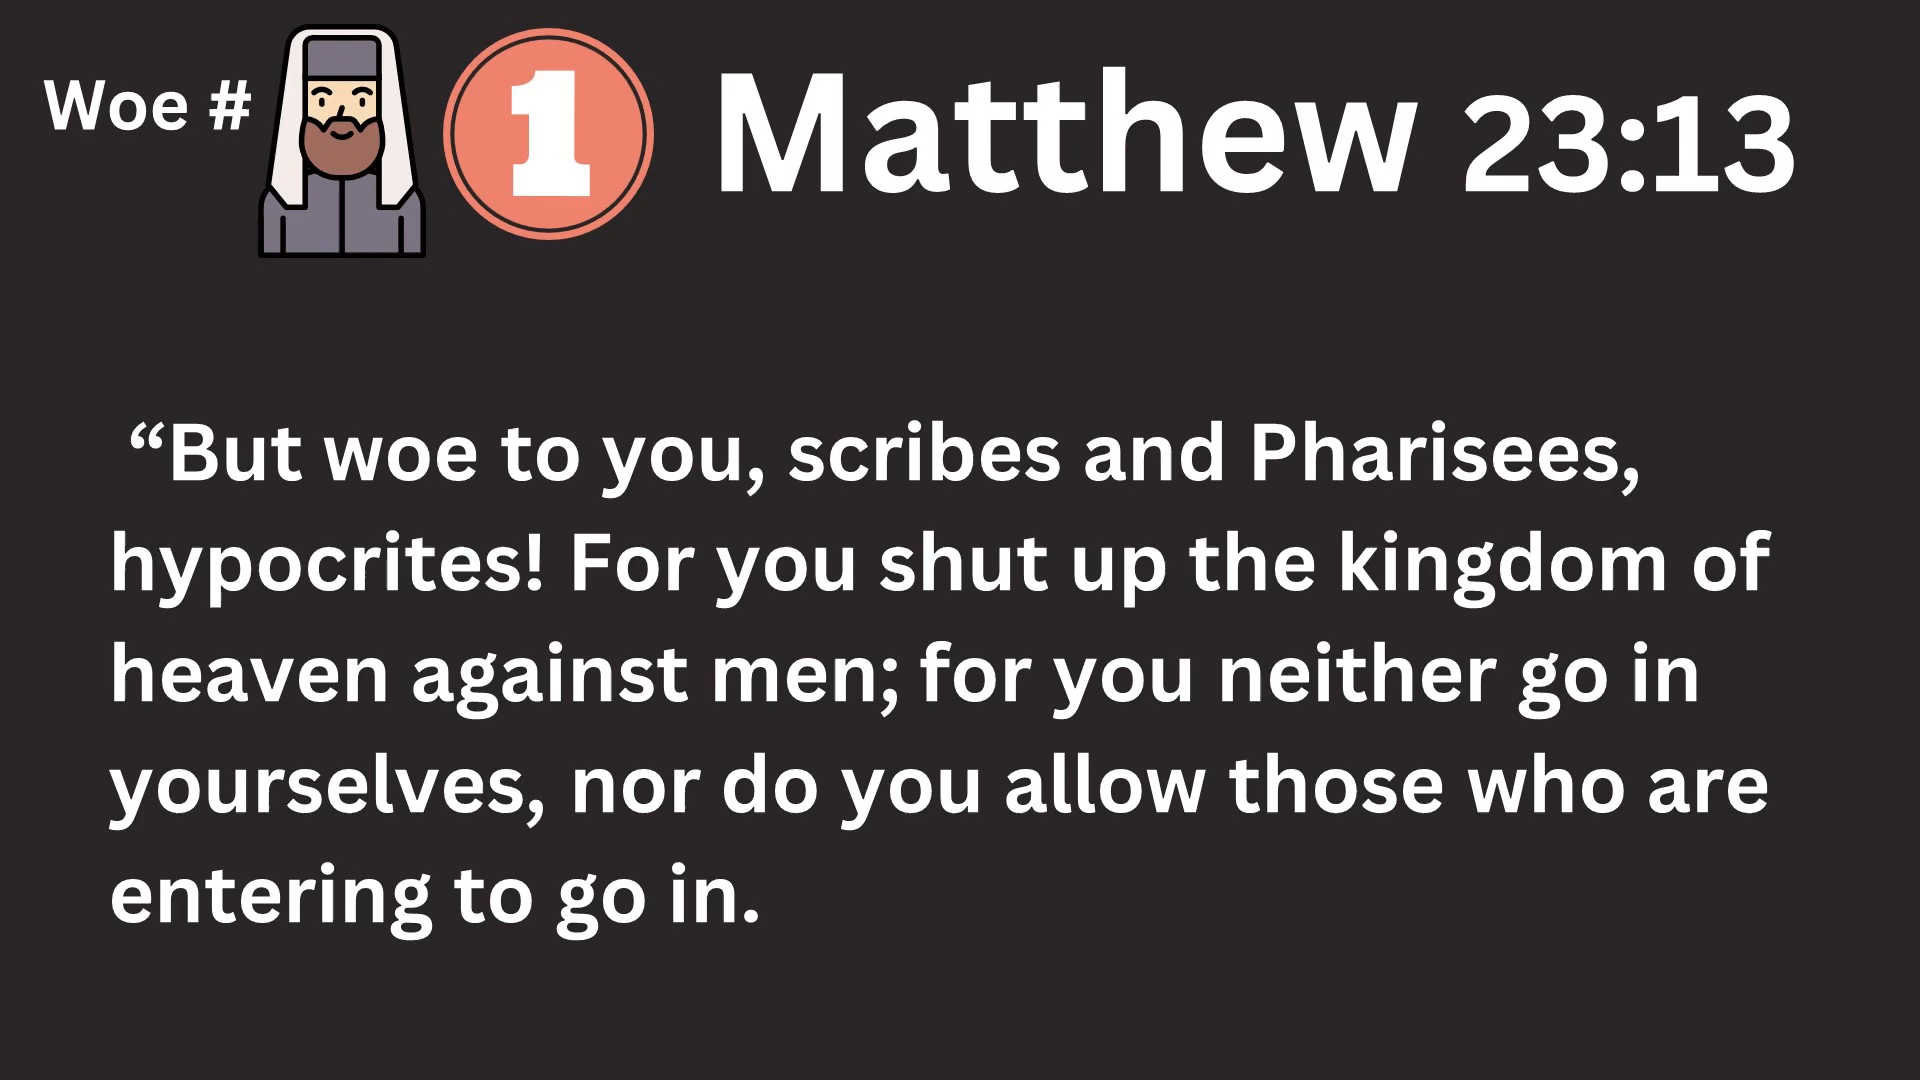 Woe # 1 Matthew 23:13
“But woe to you, scribes and Pharisees,
hypocrites! For you shut up the kingdom of
heaven against men; for you neither go in
yourselves, nor do you allow those who are
entering to go in.